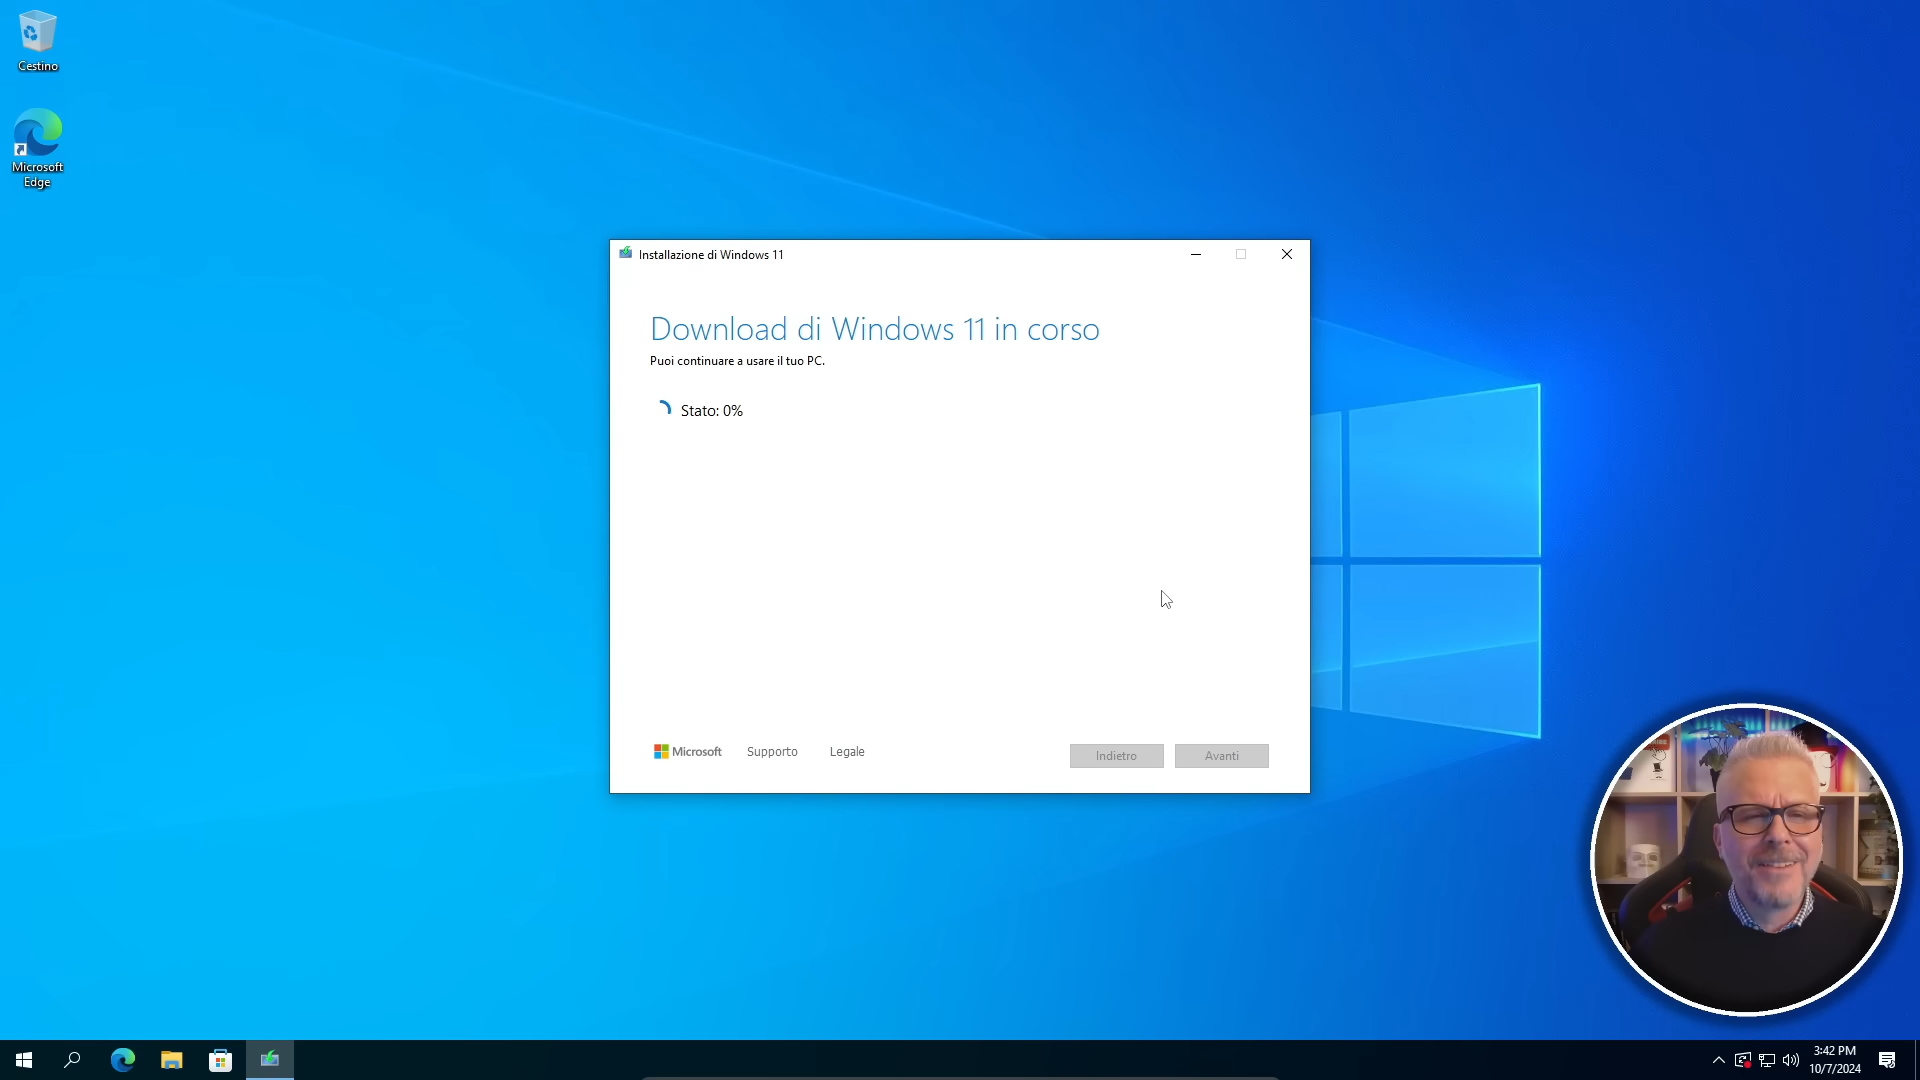 Cestino
Microsoft
Edge
Installazione di Windows 11
Download di Windows 11 in corso
Puoi continuare a usare il tuo PC.
Stato: 0%
Microsoft
Supporto
Legale
Indietro
Avanti
3:42 PM
10/7/2024